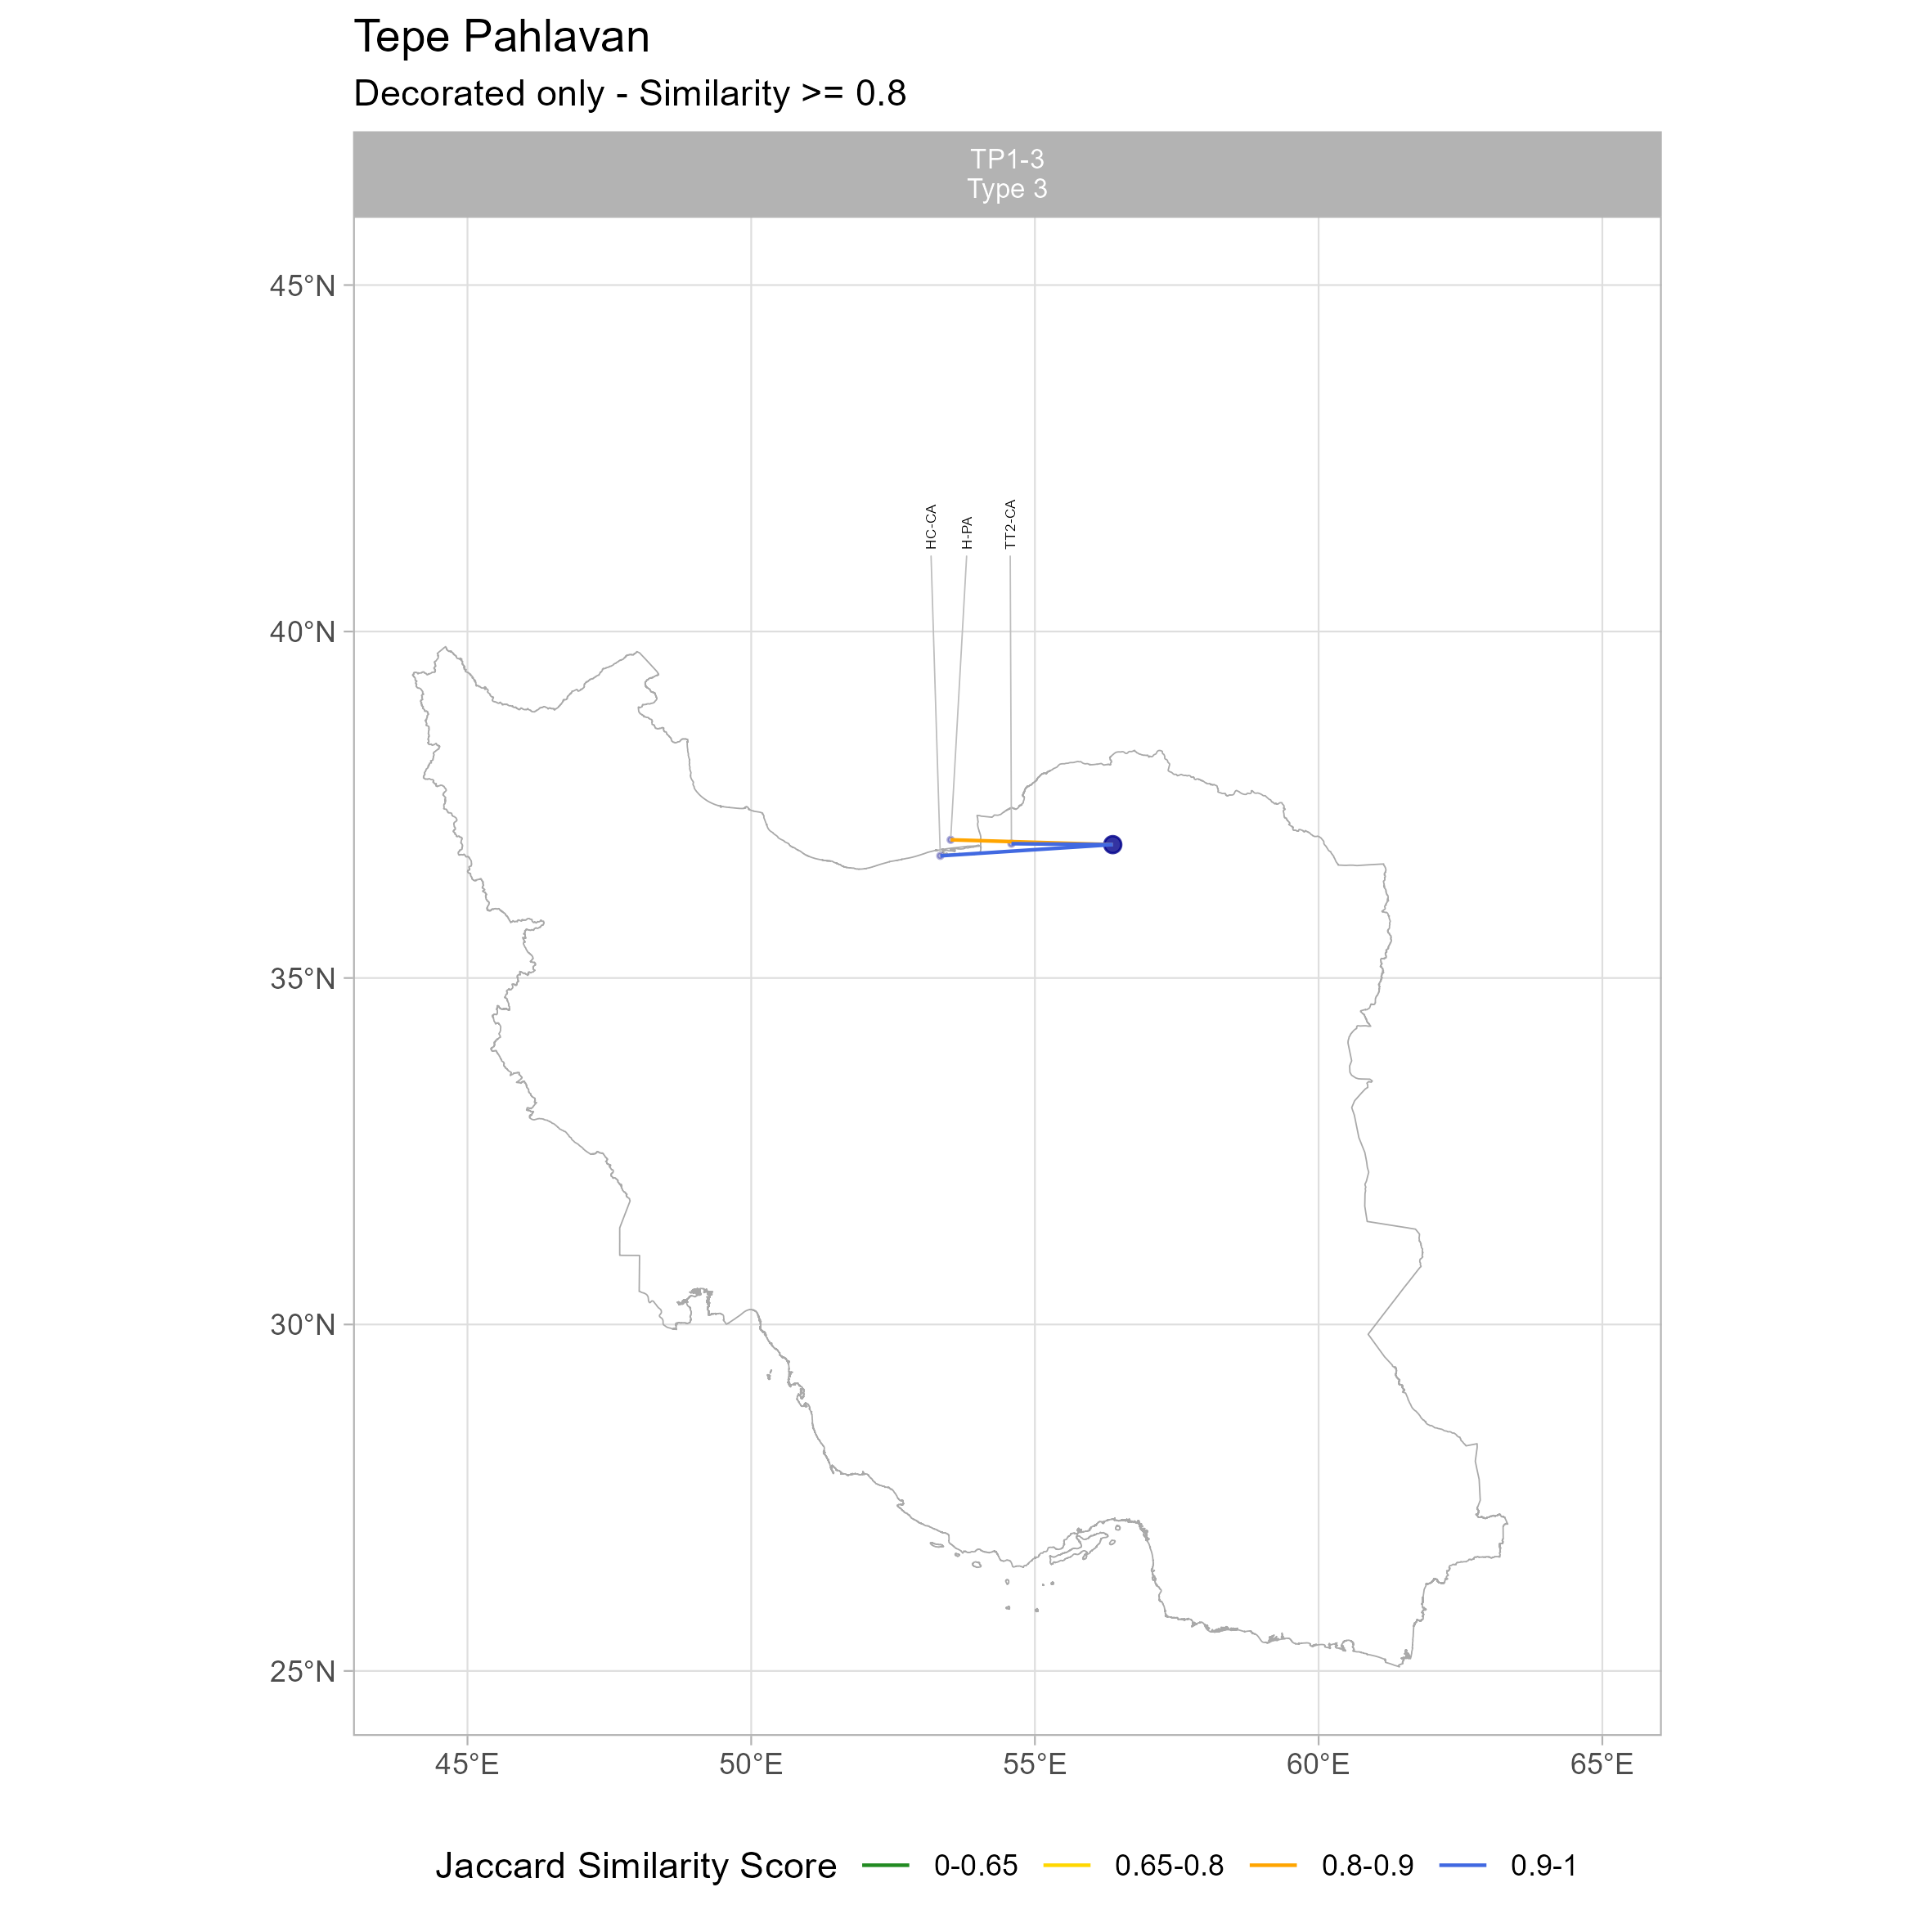 Tepe Pahlavan
Decorated only - Similarity >= 0.8
TP1-3
Type 3
45°N
HC-CA
H-PA
TT2-CA
40°N
35°N
30°N
25°N
45°E 50°E 55°E 60°E 65°E
Jaccard Similarity Score 0-0.65 0.65-0.8 0.8-0.9 0.9-1